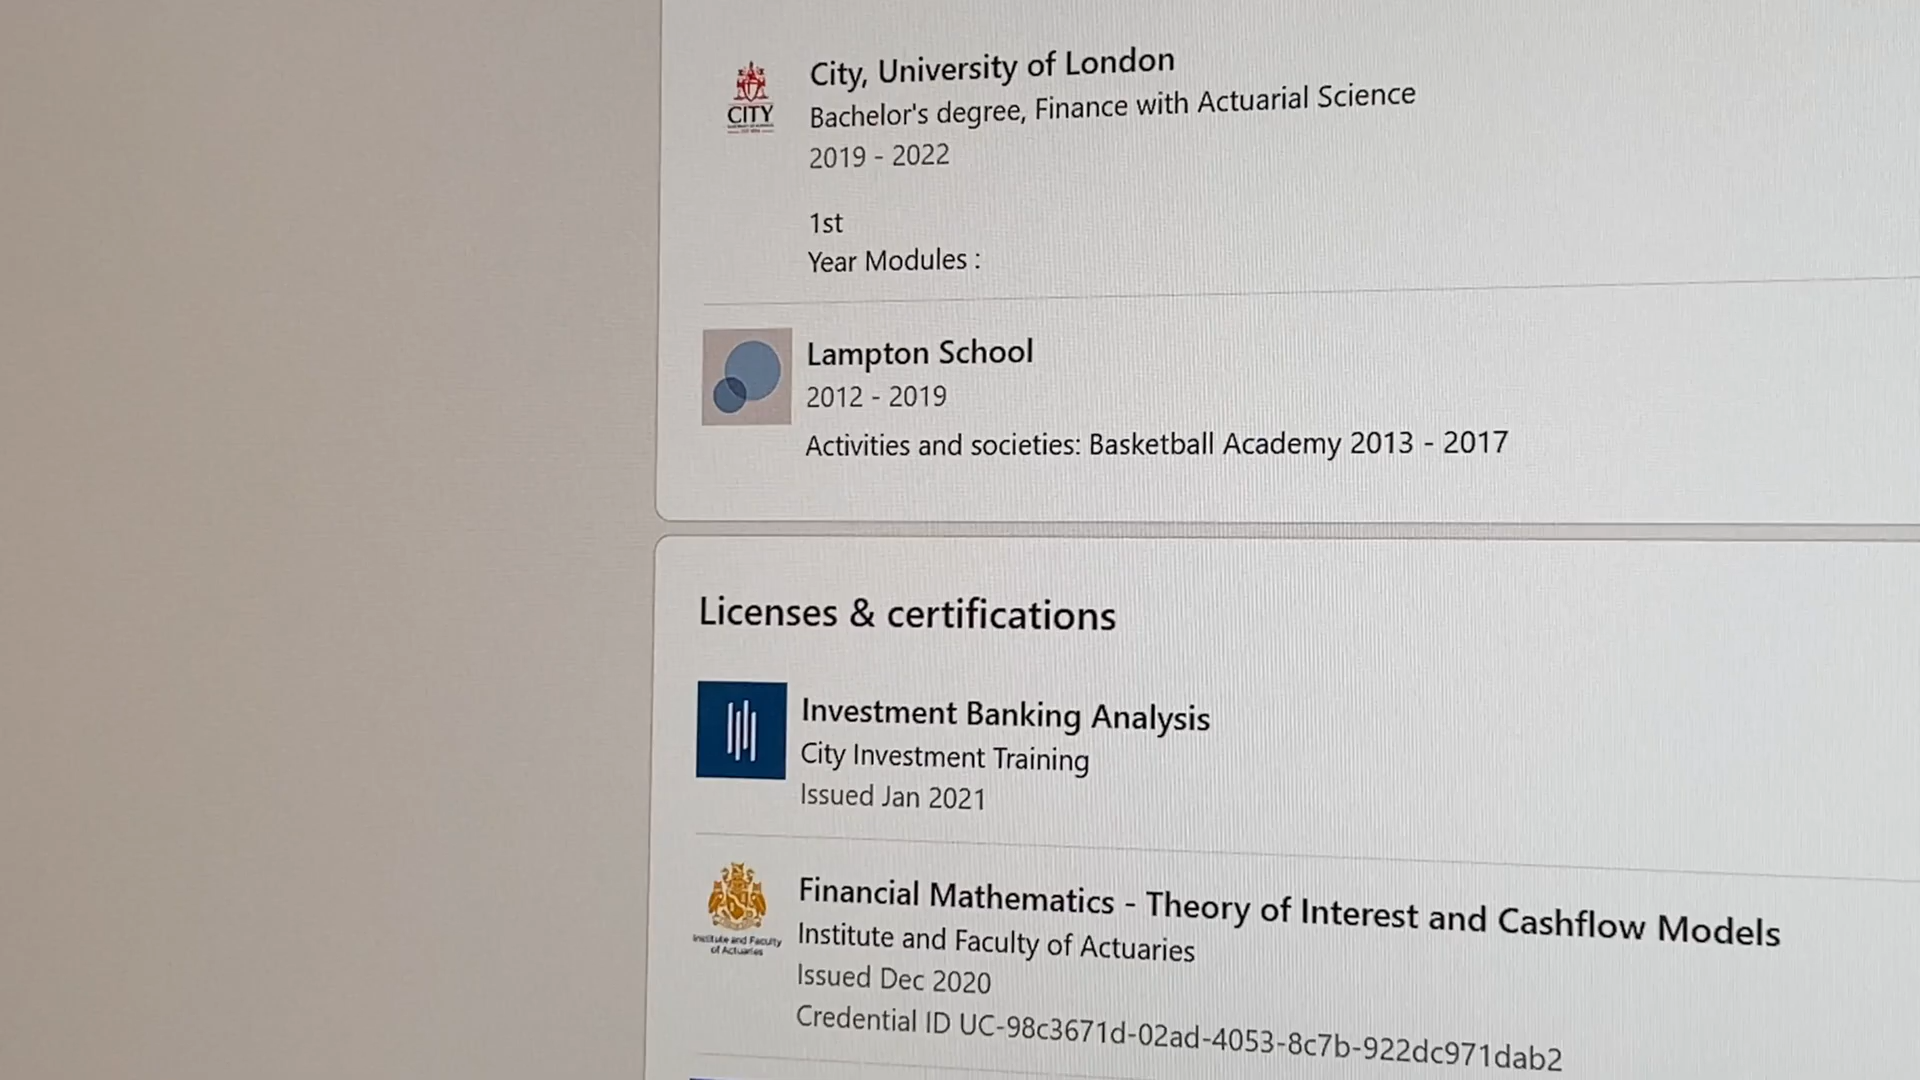 City, University of London
CITY
Bachelor's degree, Finance with Actuarial Science
2019 - 2022
1st
Year Modules :
Lampton School
2012 - 2019
Activities and societies: Basketball Academy 2013 - 2017
Licenses & certifications
Investment Banking Analysis
City Investment Training
Issued Jan 2021
Financial Mathematics - Theory of Interest and Cashflow Models
Institute and Faculty
of Actuaries
Institute and Faculty of Actuaries
Issued Dec 2020
Credential ID UC-98c3671d-02ad-4053-8c7b-922dc971dab2